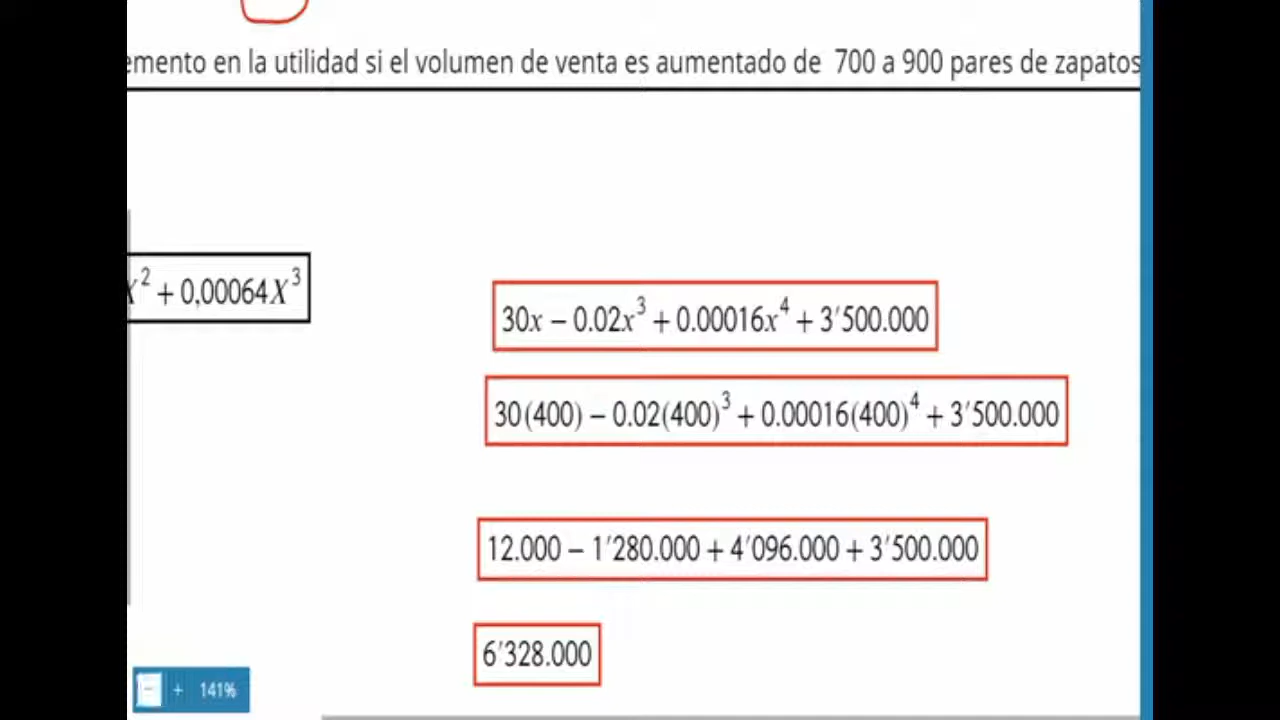 emento en la utilidad si el volumen de venta es aumentado de 700 a 900 pares de zapatos
X² + 0,00064X³
30x − 0.02x³ + 0.00016x⁴ + 3'500.000
30(400) − 0.02(400)³ + 0.00016(400)⁴ + 3'500.000
12.000 − 1'280.000 + 4'096.000 + 3'500.000
6'328.000
− + 141%